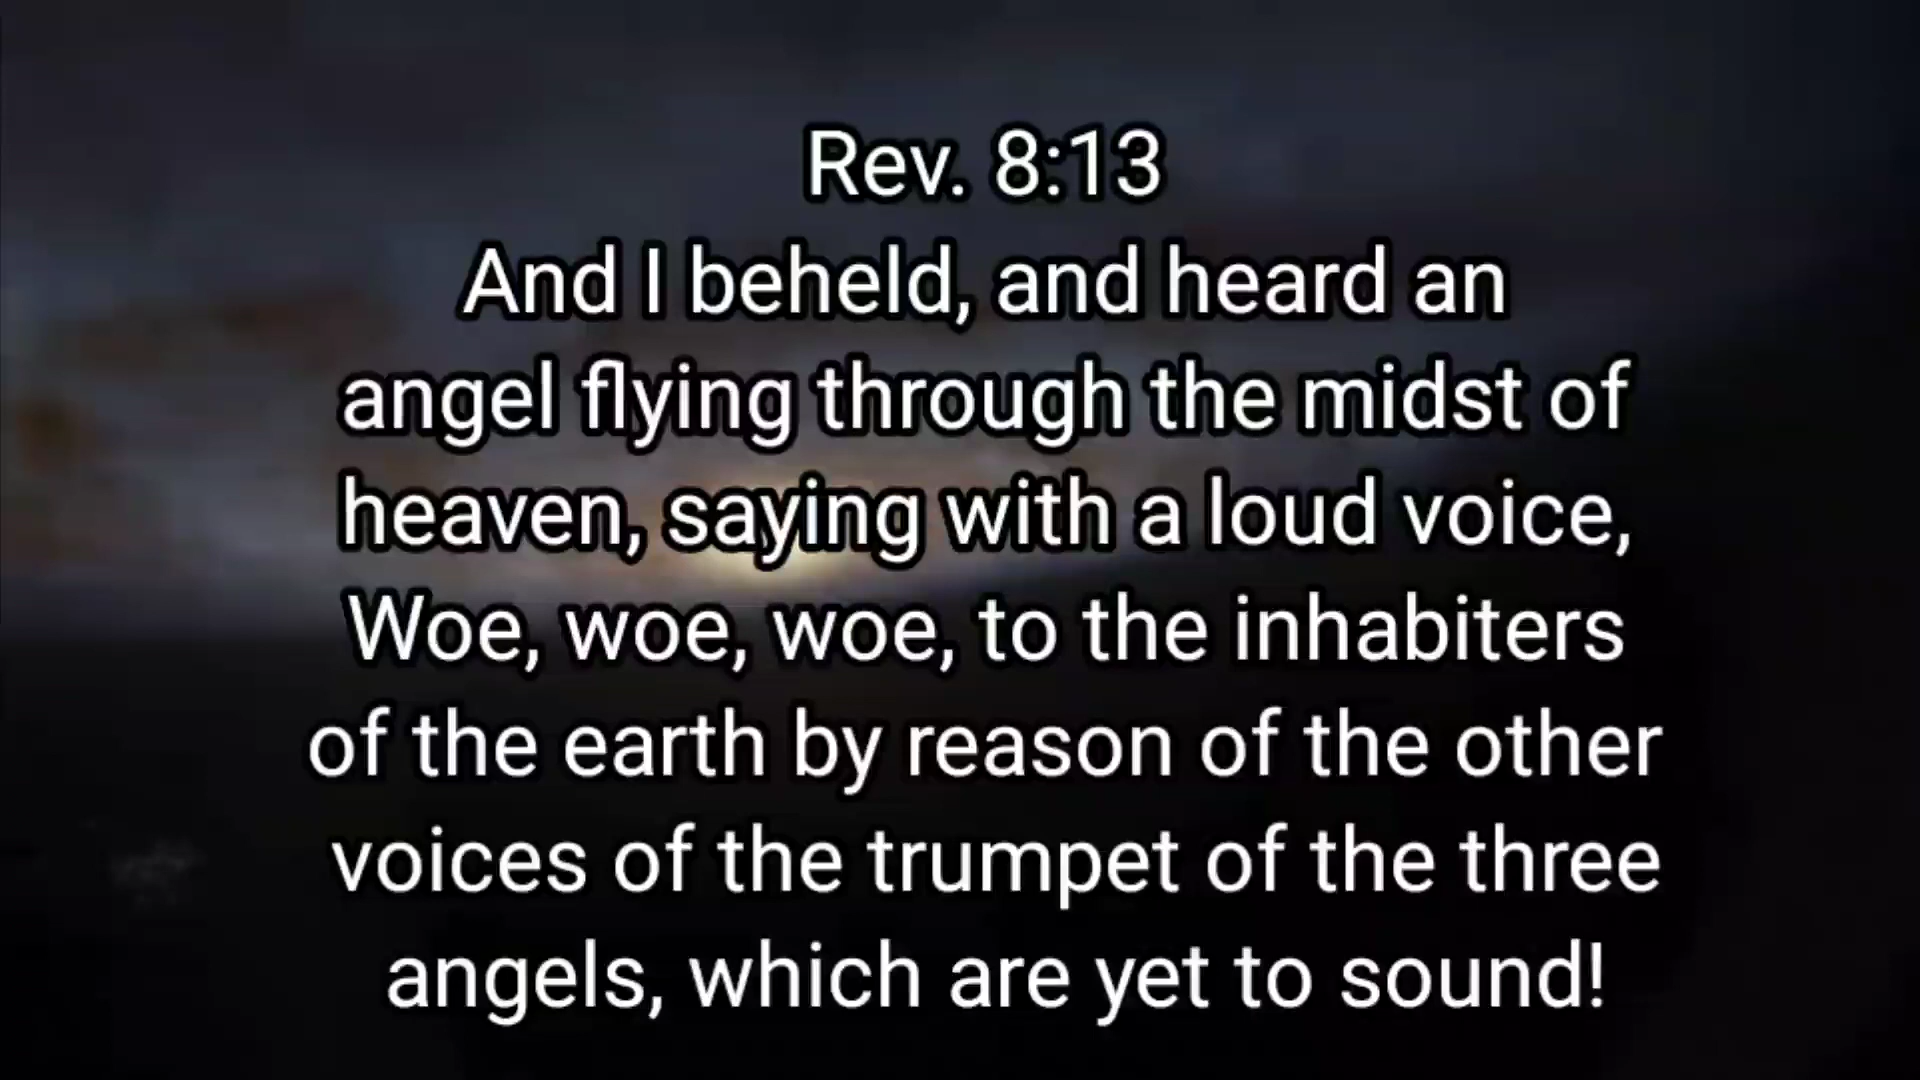 Rev. 8:13
And I beheld, and heard an
angel flying through the midst of
heaven, saying with a loud voice,
Woe, woe, woe, to the inhabiters
of the earth by reason of the other
voices of the trumpet of the three
angels, which are yet to sound!